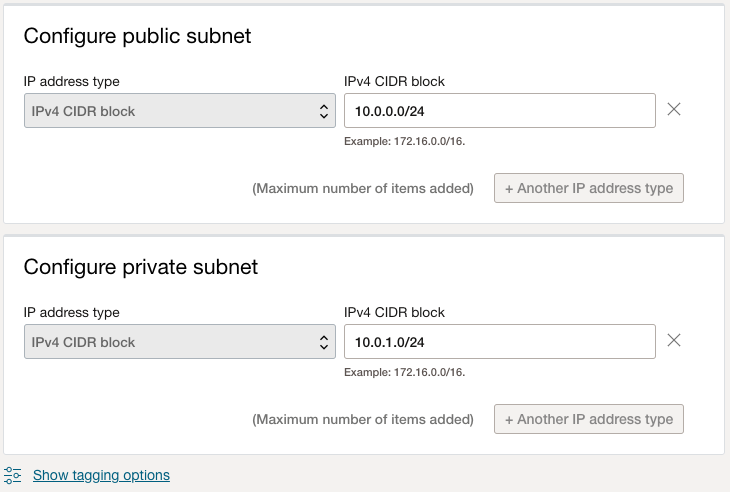 Configure public subnet
IP address type
IPv4 CIDR block
IPv4 CIDR block
10.0.0.0/24
Example: 172.16.0.0/16.
(Maximum number of items added)
+ Another IP address type
Configure private subnet
IP address type
IPv4 CIDR block
IPv4 CIDR block
10.0.1.0/24
Example: 172.16.0.0/16.
(Maximum number of items added)
+ Another IP address type
Show tagging options